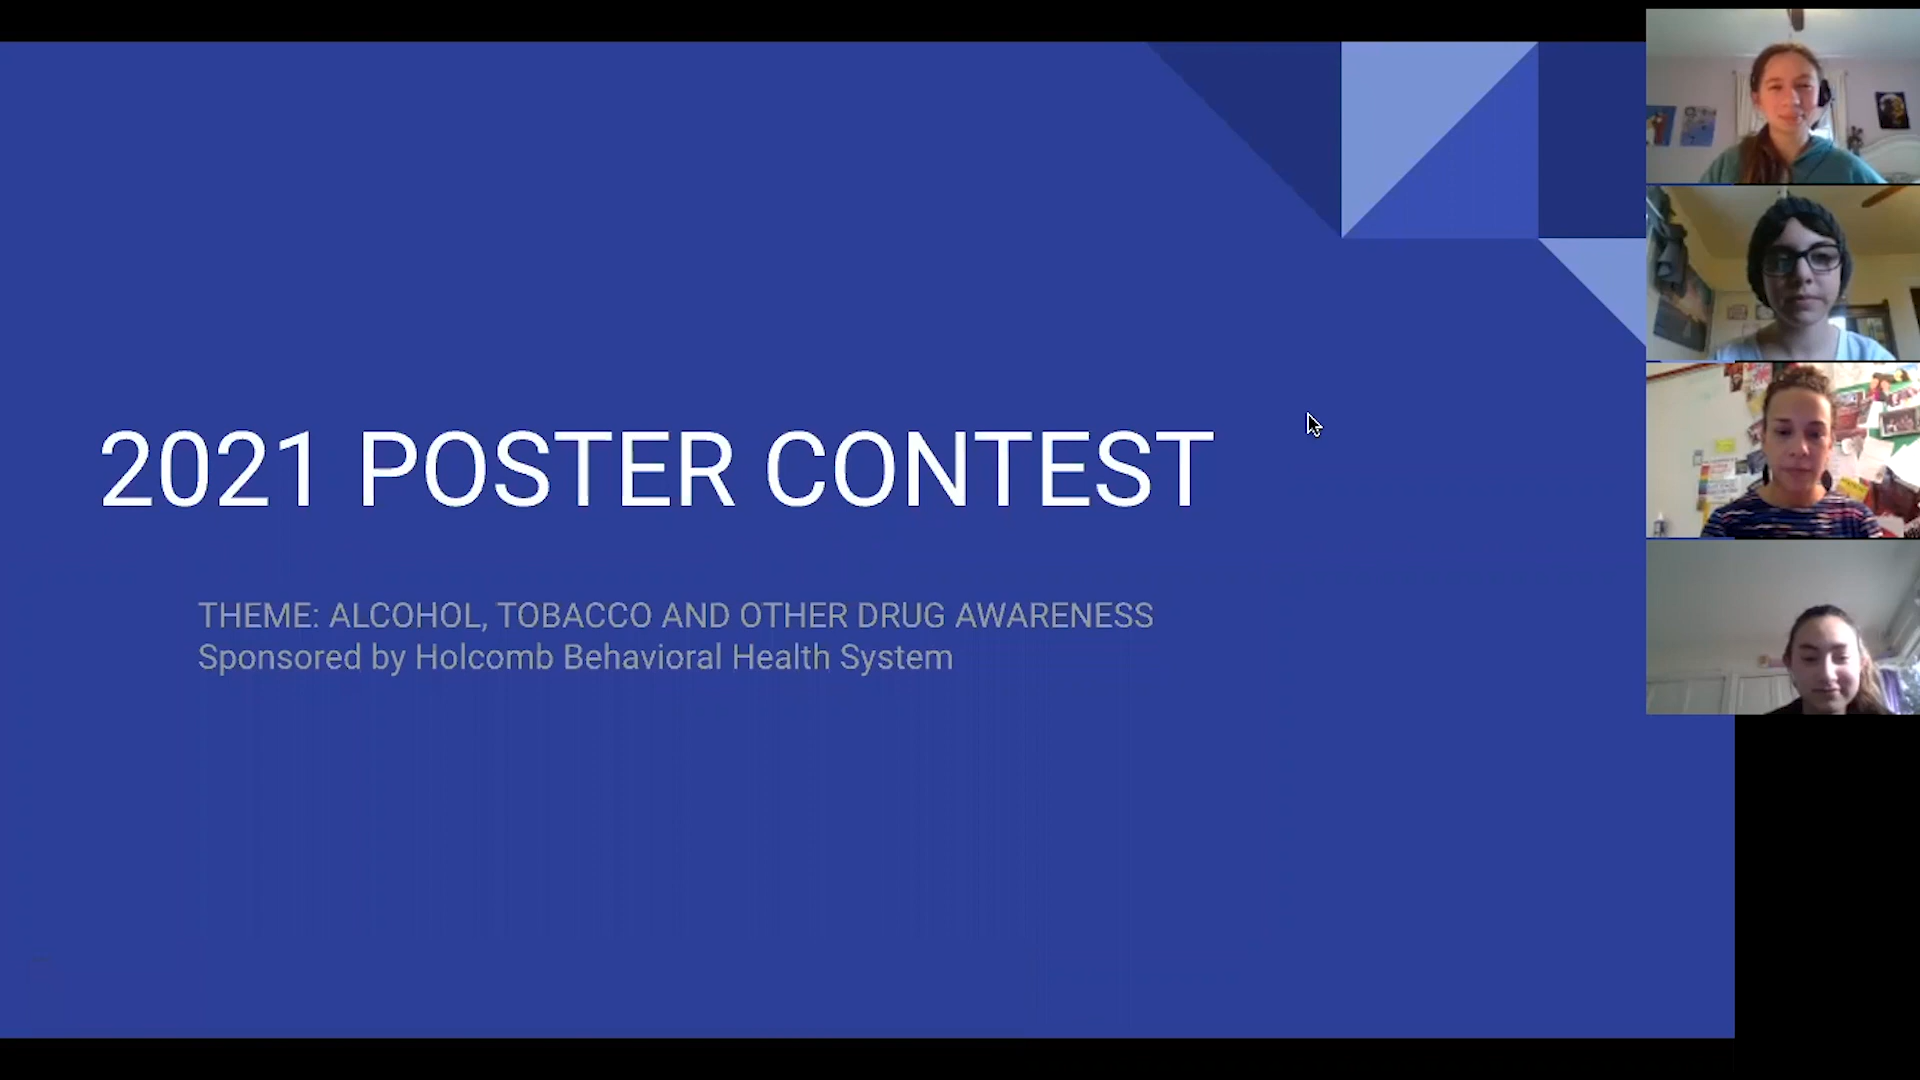 2021 POSTER CONTEST
THEME: ALCOHOL, TOBACCO AND OTHER DRUG AWARENESS
Sponsored by Holcomb Behavioral Health System